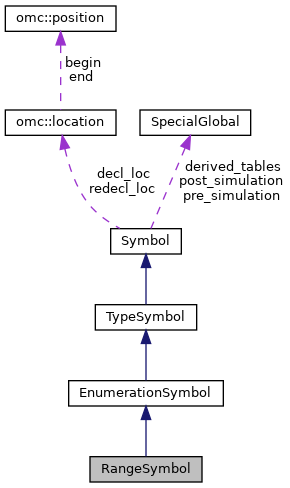 omc::position
begin
end
omc::location
SpecialGlobal
decl_loc
redecl_loc
derived_tables
post_simulation
pre_simulation
Symbol
TypeSymbol
EnumerationSymbol
RangeSymbol